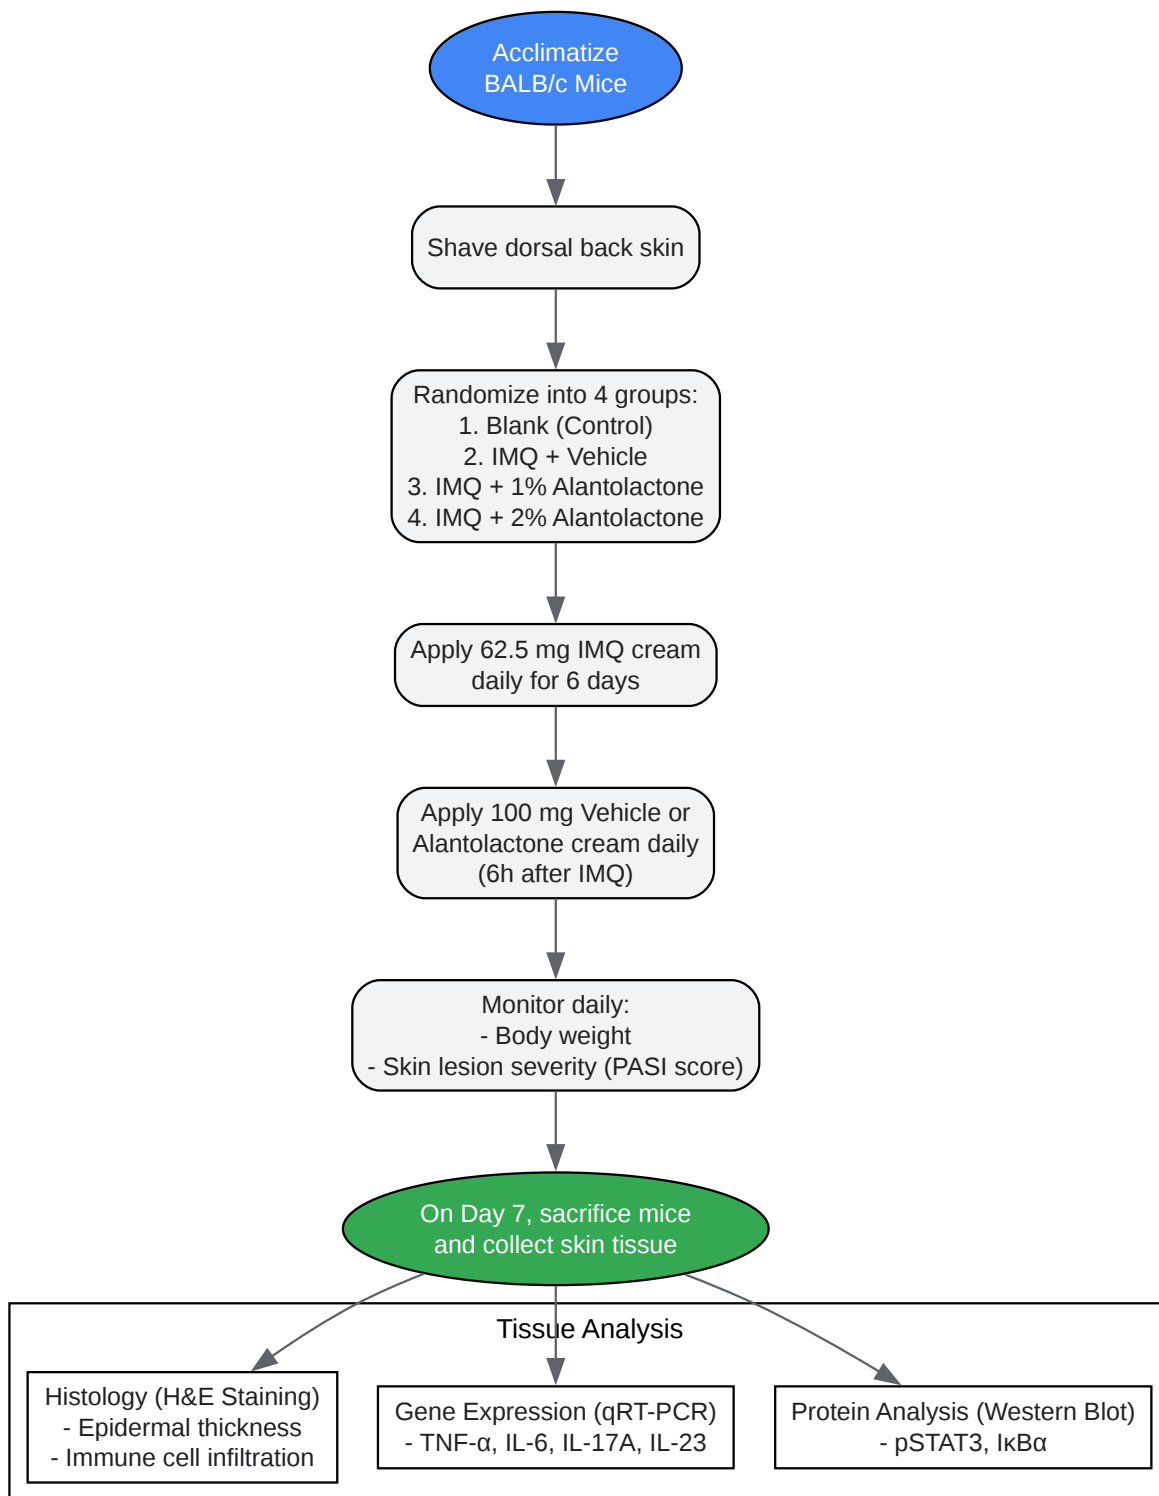 Acclimatize
BALB/c Mice
Shave dorsal back skin
Randomize into 4 groups:
1. Blank (Control)
2. IMQ + Vehicle
3. IMQ + 1% Alantolactone
4. IMQ + 2% Alantolactone
Apply 62.5 mg IMQ cream
daily for 6 days
Apply 100 mg Vehicle or
Alantolactone cream daily
(6h after IMQ)
Monitor daily:
- Body weight
- Skin lesion severity (PASI score)
On Day 7, sacrifice mice
and collect skin tissue
Tissue Analysis
Histology (H&E Staining)
- Epidermal thickness
- Immune cell infiltration
Gene Expression (qRT-PCR)
- TNF-α, IL-6, IL-17A, IL-23
Protein Analysis (Western Blot)
- pSTAT3, IκBα